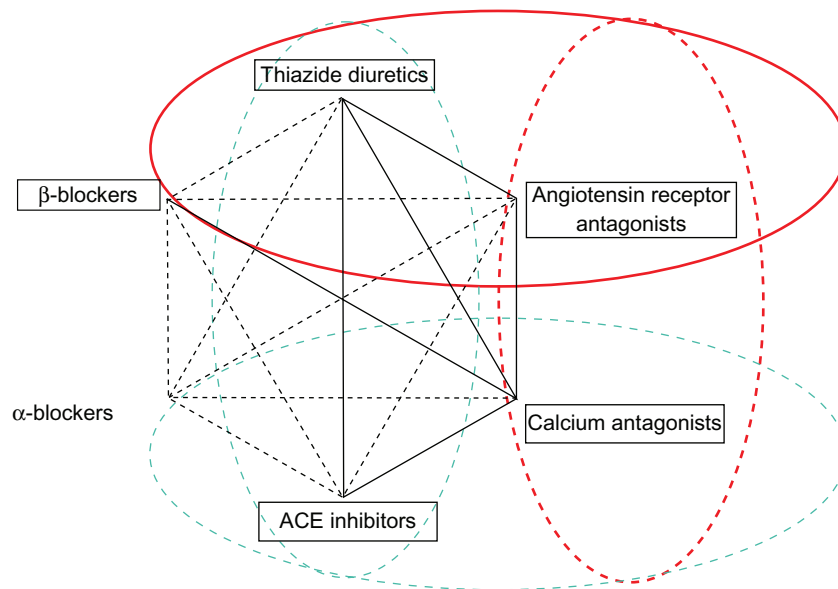 Thiazide diuretics
β-blockers
Angiotensin receptor
antagonists
α-blockers
Calcium antagonists
ACE inhibitors